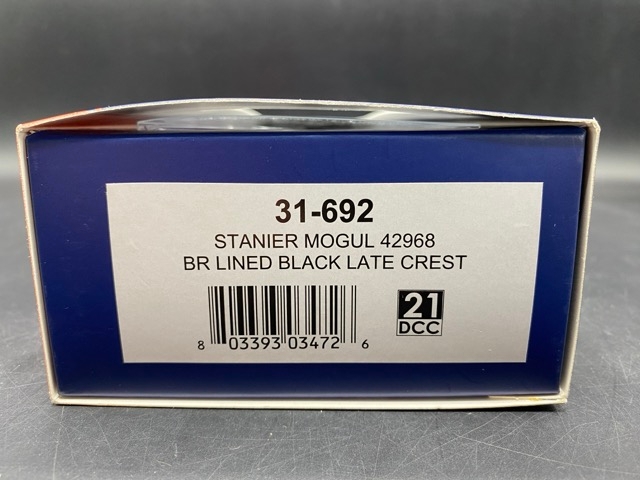 31-692
STANIER MOGUL 42968
BR LINED BLACK LATE CREST
21
DCC
8 03393 03472 6